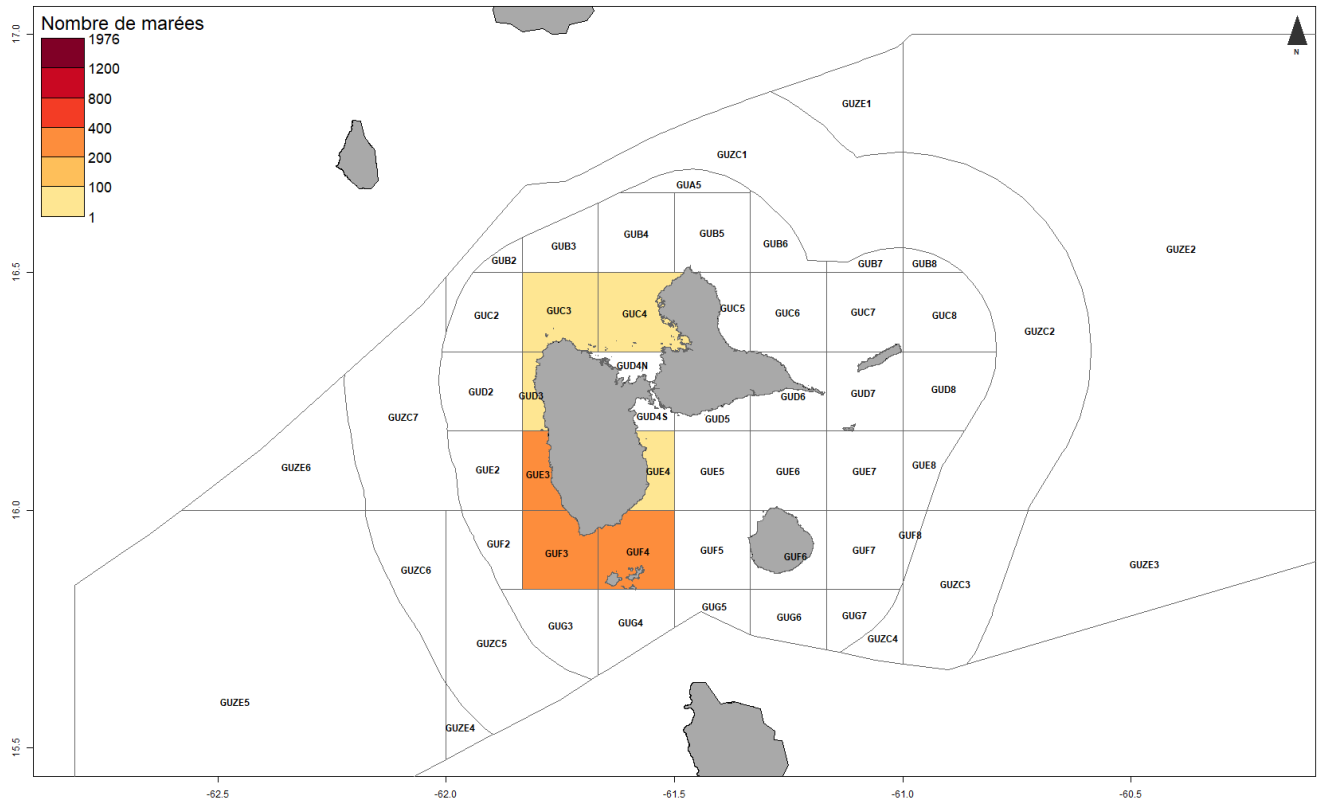 Nombre de marées
1976
1200
800
400
200
100
1
N
17.0
16.5
16.0
15.5
-62.5
-62.0
-61.5
-61.0
-60.5
GUZE1
GUZC1
GUA5
GUB4
GUB5
GUB3
GUB6
GUZE2
GUB2
GUB7
GUB8
GUC2
GUC3
GUC4
GUC5
GUC6
GUC7
GUC8
GUZC2
GUD4N
GUD2
GUD3
GUD6
GUD7
GUD8
GUZC7
GUD4S
GUD5
GUZE6
GUE2
GUE3
GUE4
GUE5
GUE6
GUE7
GUE8
GUF2
GUF3
GUF4
GUF5
GUF6
GUF7
GUF8
GUZE3
GUZC6
GUZC3
GUG5
GUG3
GUG4
GUG6
GUG7
GUZC5
GUZC4
GUZE5
GUZE4